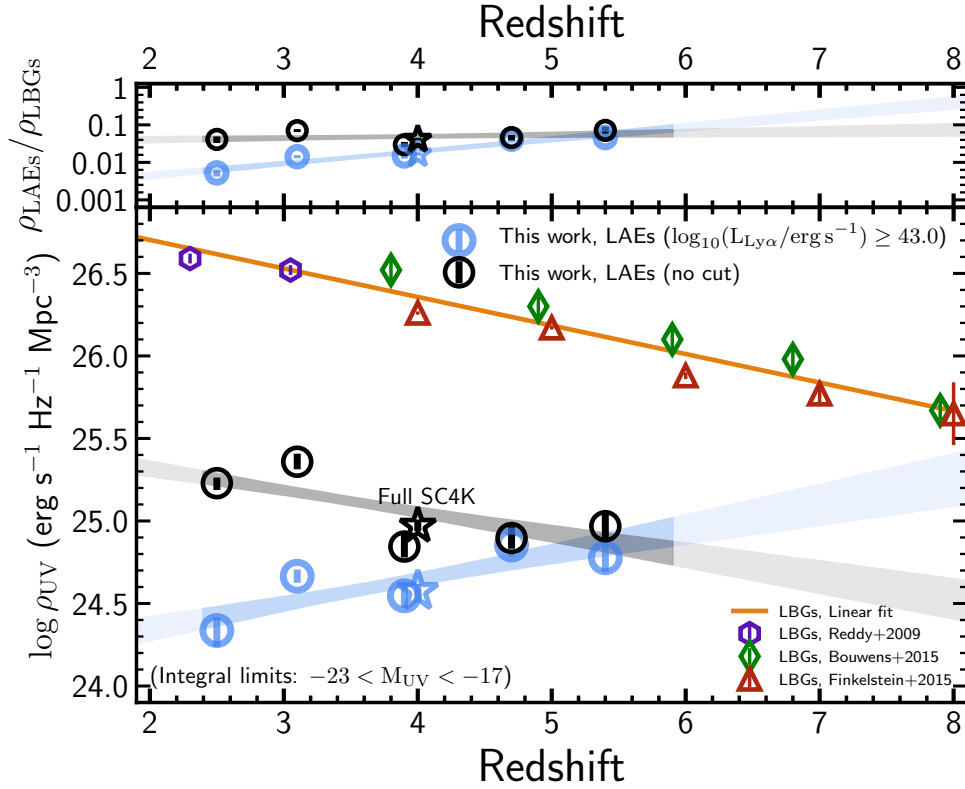 Redshift
2 3 4 5 6 7 8
1
0.1
0.01
0.001
ρLAEs/ρLBGs
This work, LAEs (log₁₀(L_Lyα/erg s⁻¹) ≥ 43.0)
This work, LAEs (no cut)
26.5
26.0
25.5
25.0
24.5
24.0
log ρUV (erg s⁻¹ Hz⁻¹ Mpc⁻³)
Full SC4K
LBGs, Linear fit
LBGs, Reddy+2009
LBGs, Bouwens+2015
LBGs, Finkelstein+2015
(Integral limits: −23 < M_UV < −17)
2 3 4 5 6 7 8
Redshift